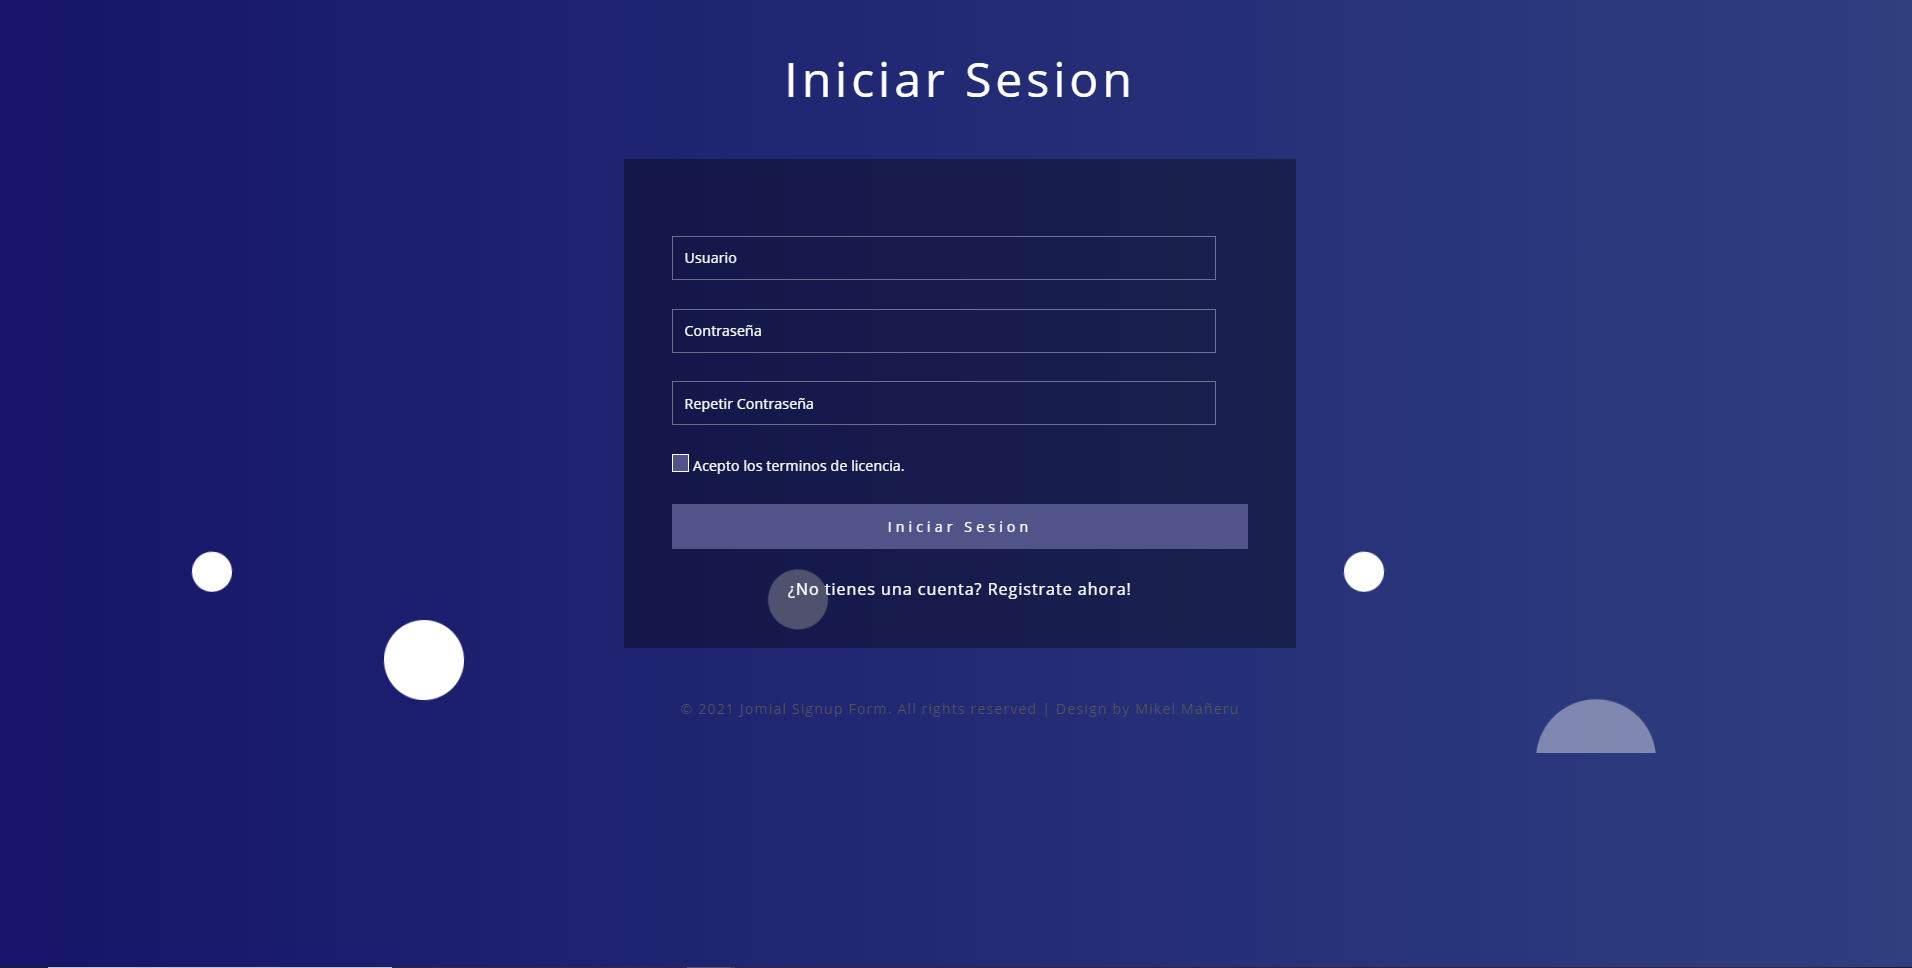 Iniciar Sesion
Usuario
Contraseña
Repetir Contraseña
Acepto los terminos de licencia.
Iniciar Sesion
¿No tienes una cuenta? Registrate ahora!
© 2021 Jomial Signup Form. All rights reserved | Design by Mikel Mañeru